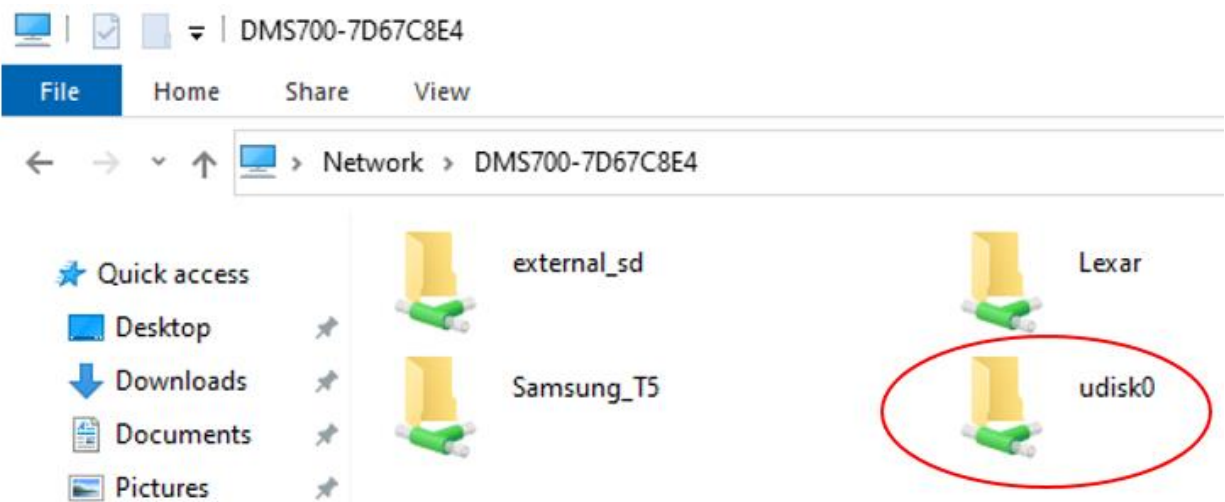 DMS700-7D67C8E4
File Home Share View
Network > DMS700-7D67C8E4
Quick access
external_sd
Lexar
Desktop
Downloads
Samsung_T5
udisk0
Documents
Pictures